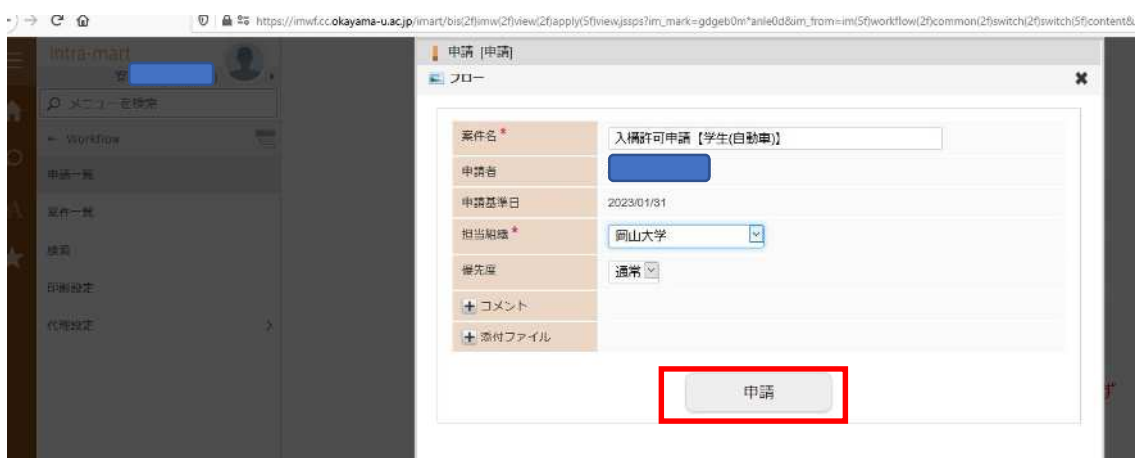 https://imwf.cc.okayama-u.ac.jp/imart/bis(2f)imw(2f)view(2f)apply(5f)view.jssps?im_mark=gdgeb0m*anle0d&im_from=im(5f)workflow(2f)common(2f)switch(2f)switch(5f)content&
intra-mart
メニューを検索
← Workflow
申請一覧
案件一覧
検索
印刷設定
代理設定
申請 [申請]
フロー
案件名*
入構許可申請【学生(自動車)】
申請者
申請基準日
2023/01/31
担当組織*
岡山大学
優先度
通常
コメント
添付ファイル
申請
ず